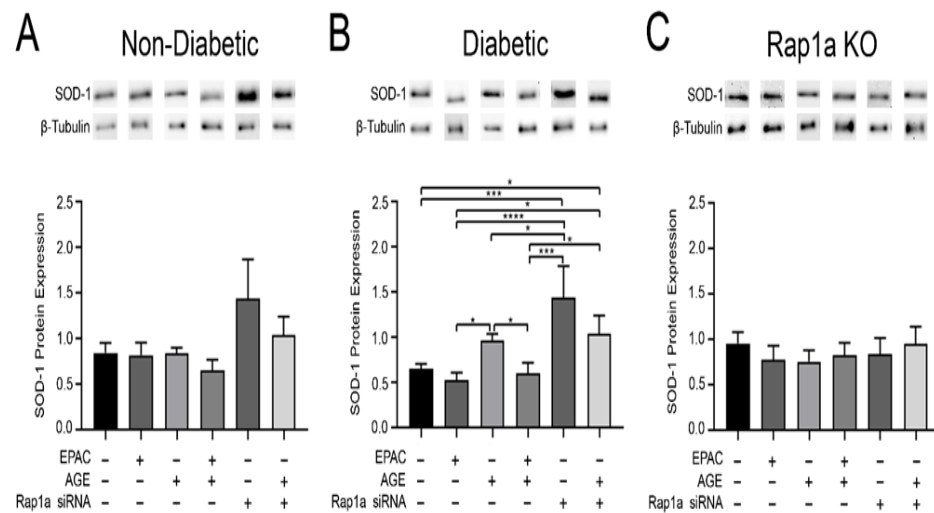 A Non-Diabetic
SOD-1
β-Tubulin
SOD-1 Protein Expression
2.5
2.0
1.5
1.0
0.5
0.0
EPAC - + - + - -
AGE - - + + - +
Rap1a siRNA - - - - + +
B Diabetic
SOD-1
β-Tubulin
SOD-1 Protein Expression
2.5
2.0
1.5
1.0
0.5
0.0
*
***
*
****
*
*
***
* *
EPAC - + - + - -
AGE - - + + - +
Rap1a siRNA - - - - + +
C Rap1a KO
SOD-1
β-Tubulin
SOD-1 Protein Expression
2.5
2.0
1.5
1.0
0.5
0.0
EPAC - + - + - -
AGE - - + + - +
Rap1a siRNA - - - - + +